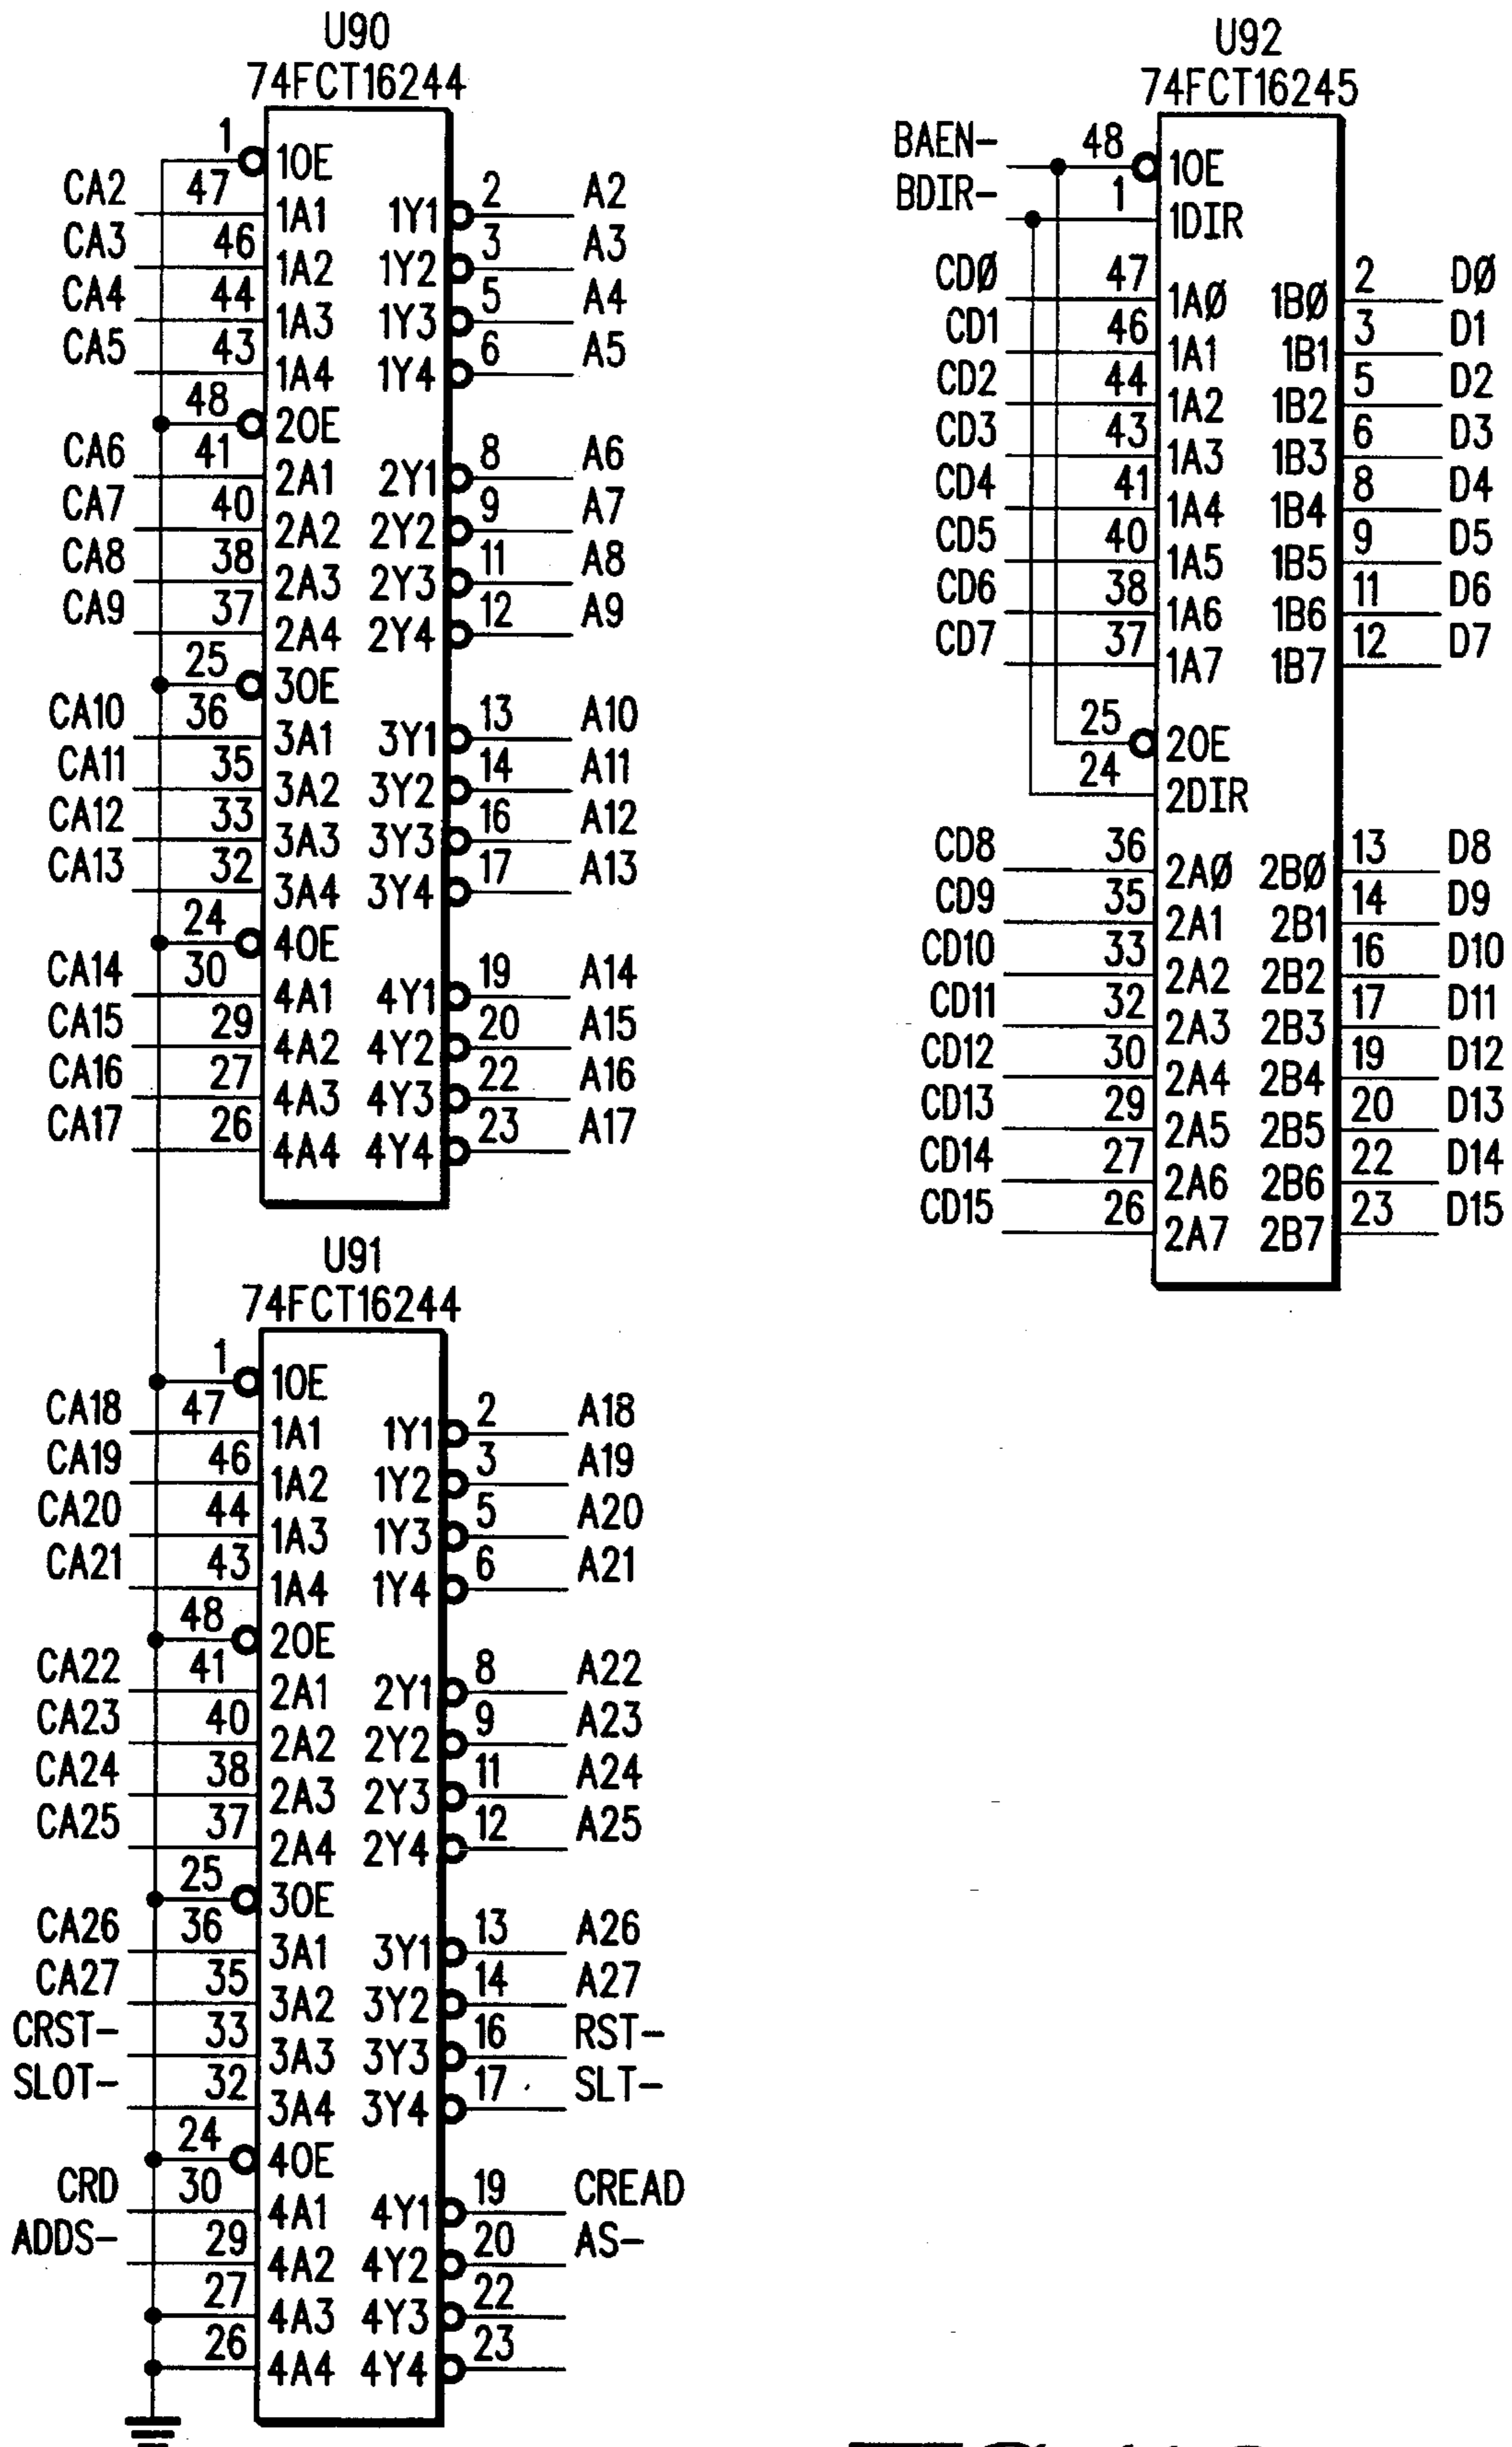 U90
74FCT16244
1 1OE
CA2 47 1A1 1Y1 2 A2
CA3 46 1A2 1Y2 3 A3
CA4 44 1A3 1Y3 5 A4
CA5 43 1A4 1Y4 6 A5
48 2OE
CA6 41 2A1 2Y1 8 A6
CA7 40 2A2 2Y2 9 A7
CA8 38 2A3 2Y3 11 A8
CA9 37 2A4 2Y4 12 A9
25 3OE
CA10 36 3A1 3Y1 13 A10
CA11 35 3A2 3Y2 14 A11
CA12 33 3A3 3Y3 16 A12
CA13 32 3A4 3Y4 17 A13
24 4OE
CA14 30 4A1 4Y1 19 A14
CA15 29 4A2 4Y2 20 A15
CA16 27 4A3 4Y3 22 A16
CA17 26 4A4 4Y4 23 A17
U91
74FCT16244
1 1OE
CA18 47 1A1 1Y1 2 A18
CA19 46 1A2 1Y2 3 A19
CA20 44 1A3 1Y3 5 A20
CA21 43 1A4 1Y4 6 A21
48 2OE
CA22 41 2A1 2Y1 8 A22
CA23 40 2A2 2Y2 9 A23
CA24 38 2A3 2Y3 11 A24
CA25 37 2A4 2Y4 12 A25
25 3OE
CA26 36 3A1 3Y1 13 A26
CA27 35 3A2 3Y2 14 A27
CRST- 33 3A3 3Y3 16 RST-
SLOT- 32 3A4 3Y4 17 SLT-
24 4OE
CRD 30 4A1 4Y1 19 CREAD
ADDS- 29 4A2 4Y2 20 AS-
27 4A3 4Y3 22
26 4A4 4Y4 23
U92
74FCT16245
BAEN- 48 1OE
BDIR- 1 1DIR
CDØ 47 1AØ 1BØ 2 DØ
CD1 46 1A1 1B1 3 D1
CD2 44 1A2 1B2 5 D2
CD3 43 1A3 1B3 6 D3
CD4 41 1A4 1B4 8 D4
CD5 40 1A5 1B5 9 D5
CD6 38 1A6 1B6 11 D6
CD7 37 1A7 1B7 12 D7
25 2OE
24 2DIR
CD8 36 2AØ 2BØ 13 D8
CD9 35 2A1 2B1 14 D9
CD10 33 2A2 2B2 16 D10
CD11 32 2A3 2B3 17 D11
CD12 30 2A4 2B4 19 D12
CD13 29 2A5 2B5 20 D13
CD14 27 2A6 2B6 22 D14
CD15 26 2A7 2B7 23 D15